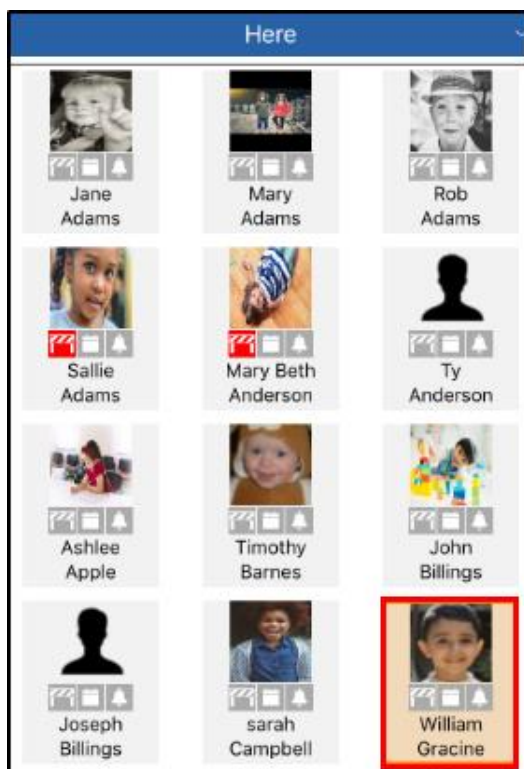 Here
Jane
Adams
Mary
Adams
Rob
Adams
Sallie
Adams
Mary Beth
Anderson
Ty
Anderson
Ashlee
Apple
Timothy
Barnes
John
Billings
Joseph
Billings
sarah
Campbell
William
Gracine